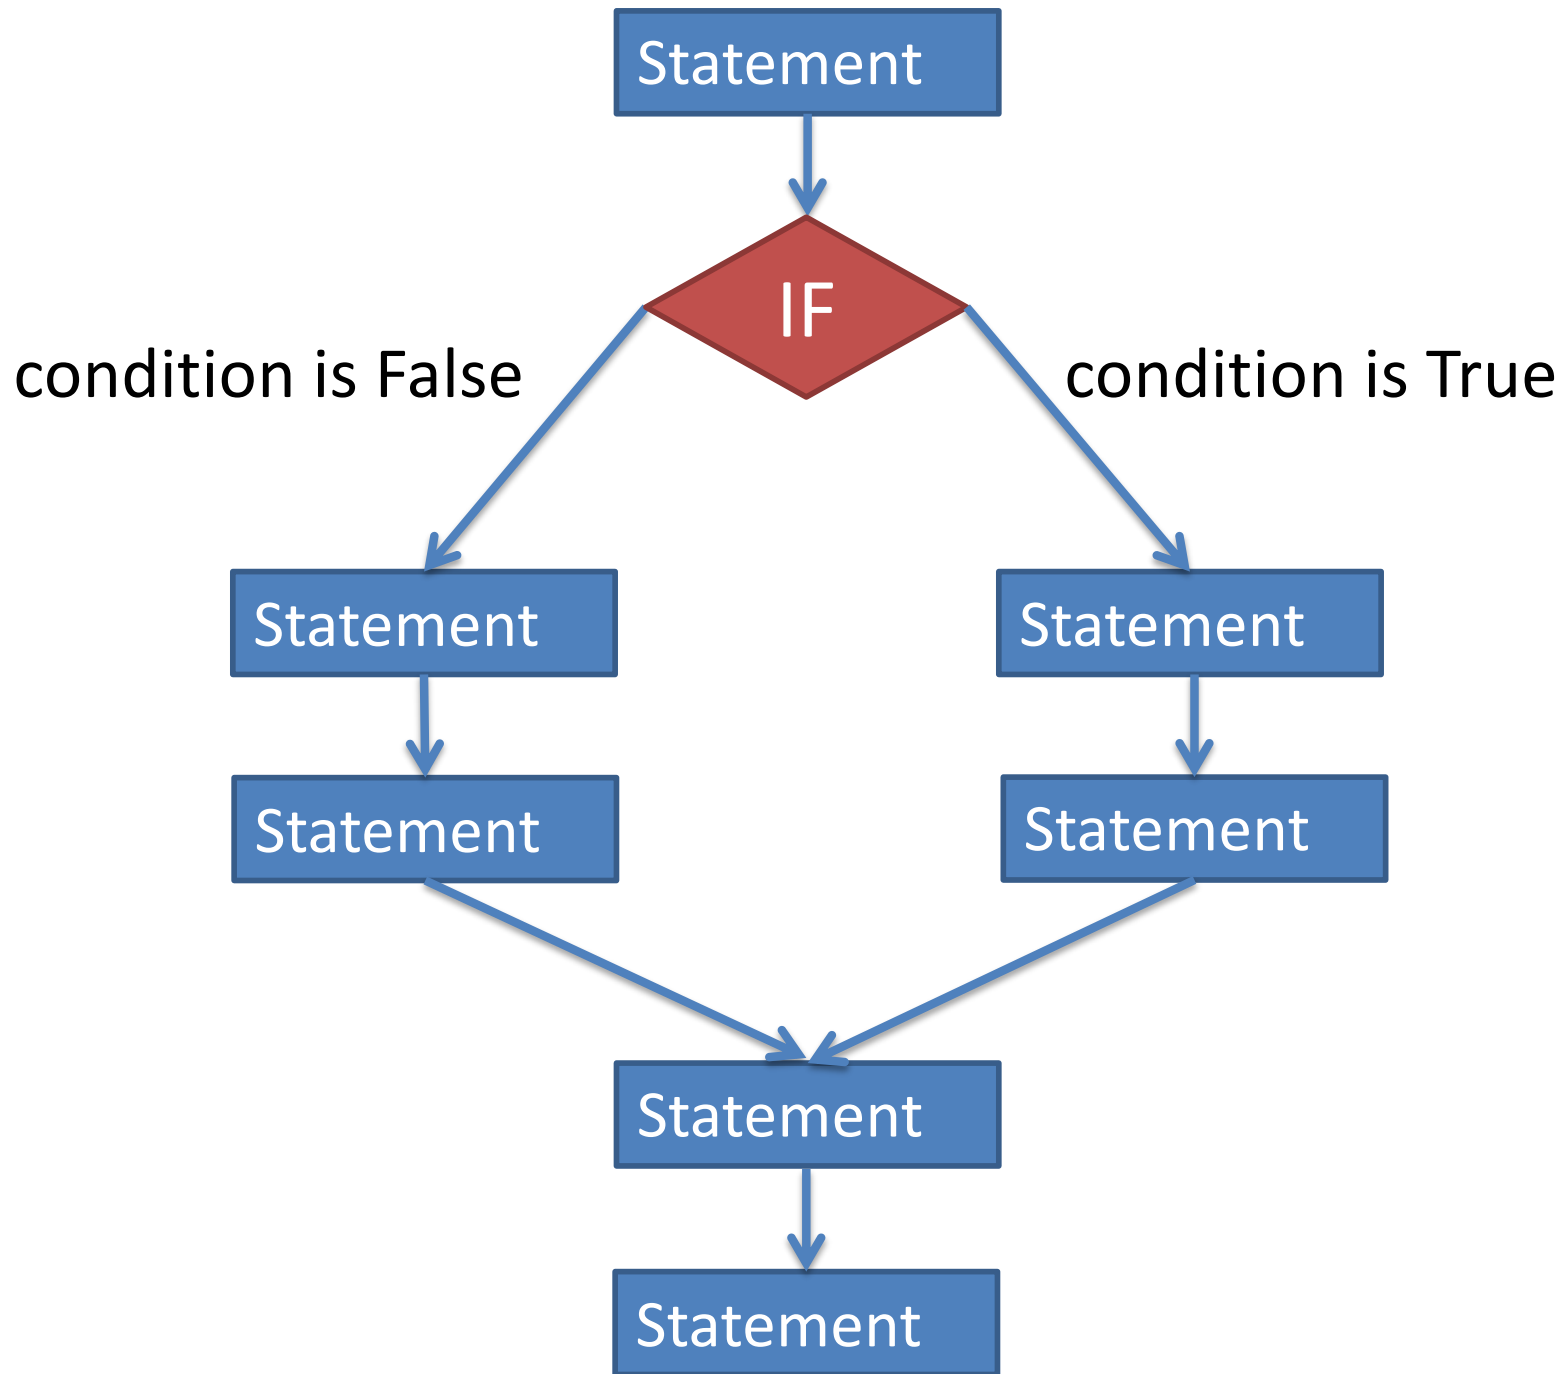 Statement
IF
condition is False
condition is True
Statement
Statement
Statement
Statement
Statement
Statement